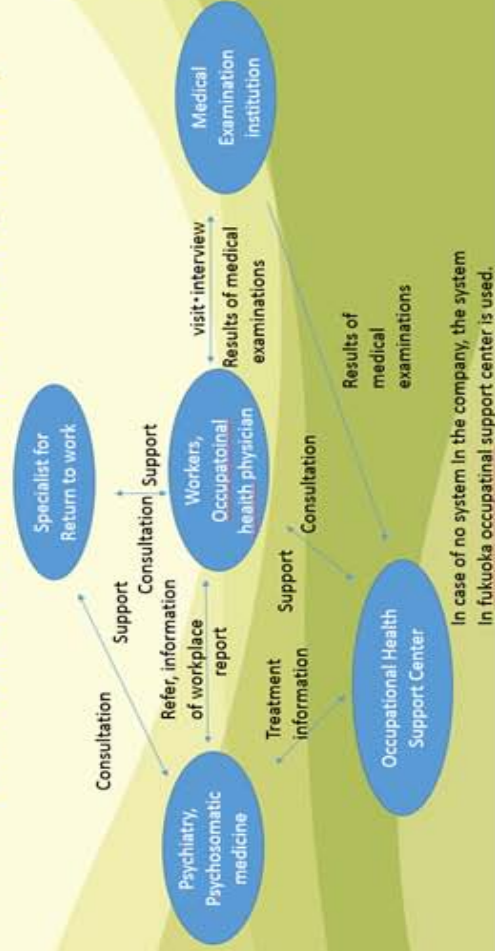 Specialist for
Return to work
Medical
Examination
institution
Consultation
Support
Consultation
Support
visit・interview
Results of medical
examinations
Refer, information
of workplace
report
Workers,
Occupatoinal
health physician
Psychiatry,
Psychosomatic
medicine
Treatment
information
Support
Consultation
Results of
medical
examinations
Occupational Health
Support Center
In case of no system In the company, the system
In fukuoka occupatinal support center is used.